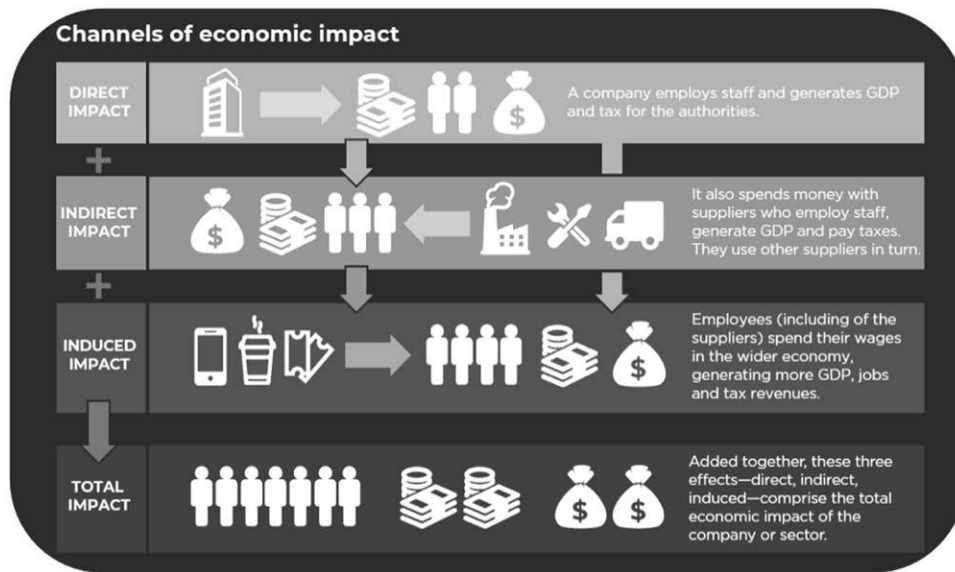 Channels of economic impact
DIRECT
IMPACT
$
A company employs staff and generates GDP
and tax for the authorities.
+
INDIRECT
IMPACT
$
It also spends money with
suppliers who employ staff,
generate GDP and pay taxes.
They use other suppliers in turn.
+
INDUCED
IMPACT
$
Employees (including of the
suppliers) spend their wages
in the wider economy,
generating more GDP, jobs
and tax revenues.
TOTAL
IMPACT
$ $
Added together, these three
effects—direct, indirect,
induced—comprise the total
economic impact of the
company or sector.